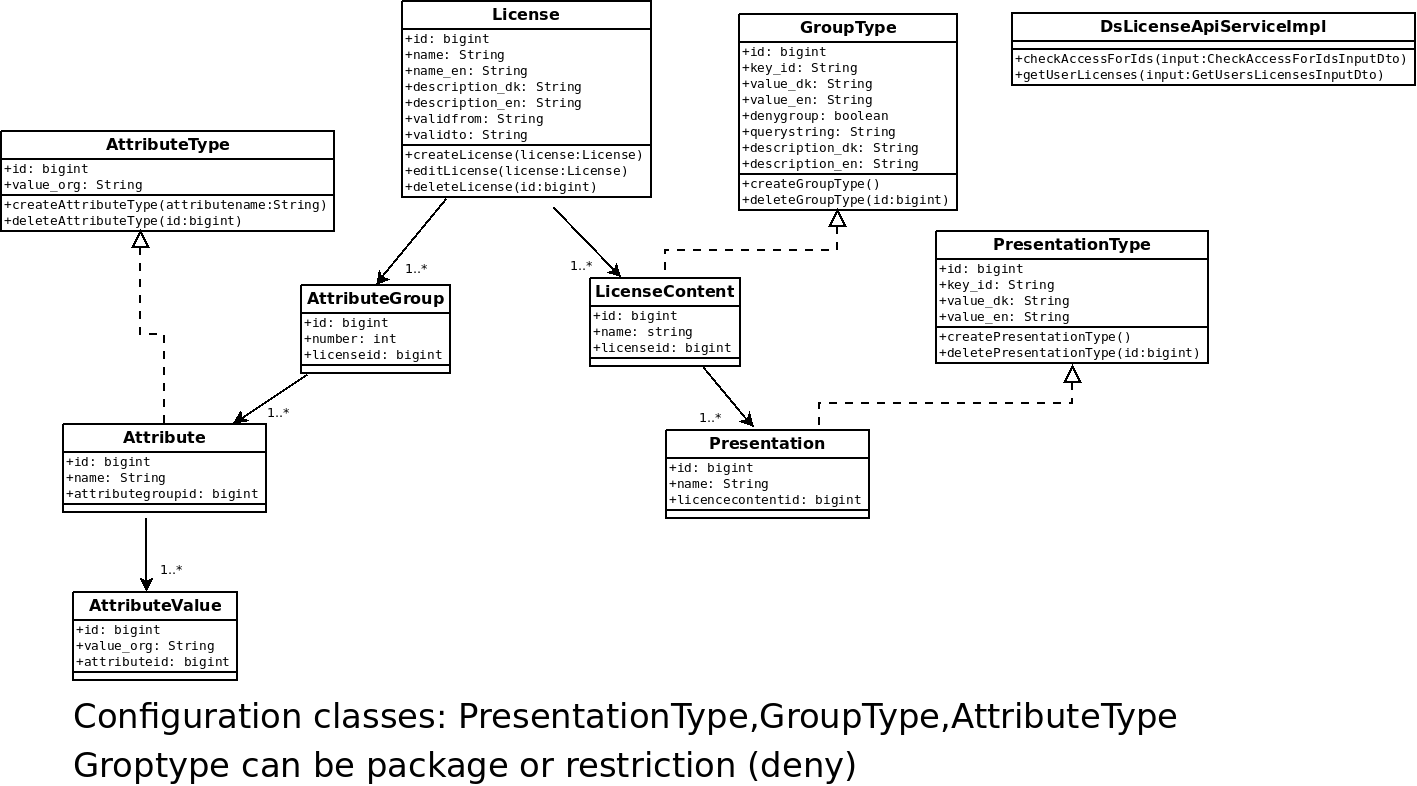 License
+id: bigint
+name: String
+name_en: String
+description_dk: String
+description_en: String
+validfrom: String
+validto: String
+createLicense(license:License)
+editLicense(license:License)
+deleteLicense(id:bigint)
GroupType
+id: bigint
+key_id: String
+value_dk: String
+value_en: String
+denygroup: boolean
+querystring: String
+description_dk: String
+description_en: String
+createGroupType()
+deleteGroupType(id:bigint)
DsLicenseApiServiceImpl
+checkAccessForIds(input:CheckAccessForIdsInputDto)
+getUserLicenses(input:GetUsersLicensesInputDto)
AttributeType
+id: bigint
+value_org: String
+createAttributeType(attributename:String)
+deleteAttributeType(id:bigint)
1..*
1..*
PresentationType
+id: bigint
+key_id: String
+value_dk: String
+value_en: String
+createPresentationType()
+deletePresentationType(id:bigint)
AttributeGroup
+id: bigint
+number: int
+licenseid: bigint
LicenseContent
+id: bigint
+name: string
+licenseid: bigint
1..*
1..*
Attribute
+id: bigint
+name: String
+attributegroupid: bigint
Presentation
+id: bigint
+name: String
+licencecontentid: bigint
1..*
AttributeValue
+id: bigint
+value_org: String
+attributeid: bigint
Configuration classes: PresentationType,GroupType,AttributeType
Groptype can be package or restriction (deny)